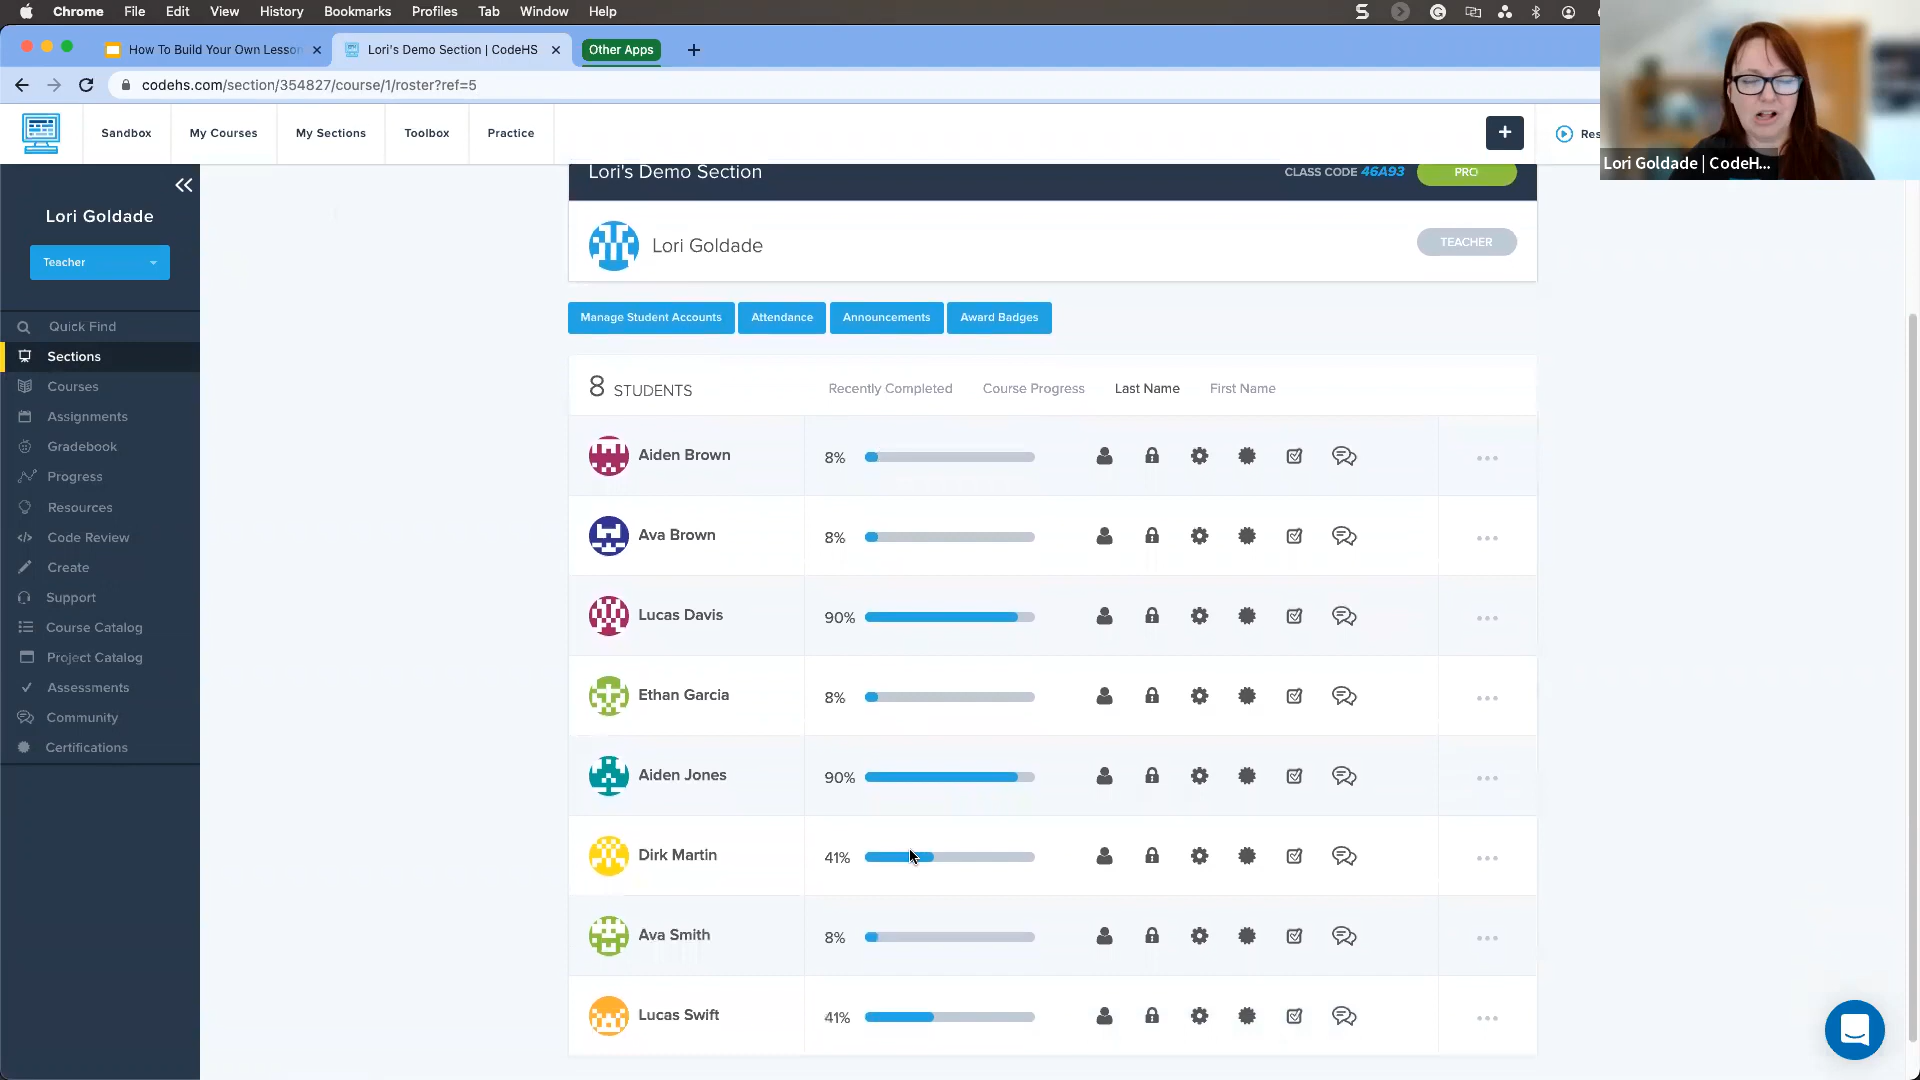 Chrome File Edit View History Bookmarks Profiles Tab Window Help
How To Build Your Own Lesson
Lori's Demo Section | CodeHS
Other Apps
codehs.com/section/354827/course/1/roster?ref=5
Sandbox My Courses My Sections Toolbox Practice
+
Lori Goldade | CodeH...
Lori Goldade
Teacher
Quick Find
Sections
Courses
Assignments
Gradebook
Progress
Resources
Code Review
Create
Support
Course Catalog
Project Catalog
Assessments
Community
Certifications
Lori's Demo Section CLASS CODE 46A93 PRO
Lori Goldade TEACHER
Manage Student Accounts Attendance Announcements Award Badges
8 STUDENTS Recently Completed Course Progress Last Name First Name
Aiden Brown 8%
Ava Brown 8%
Lucas Davis 90%
Ethan Garcia 8%
Aiden Jones 90%
Dirk Martin 41%
Ava Smith 8%
Lucas Swift 41%